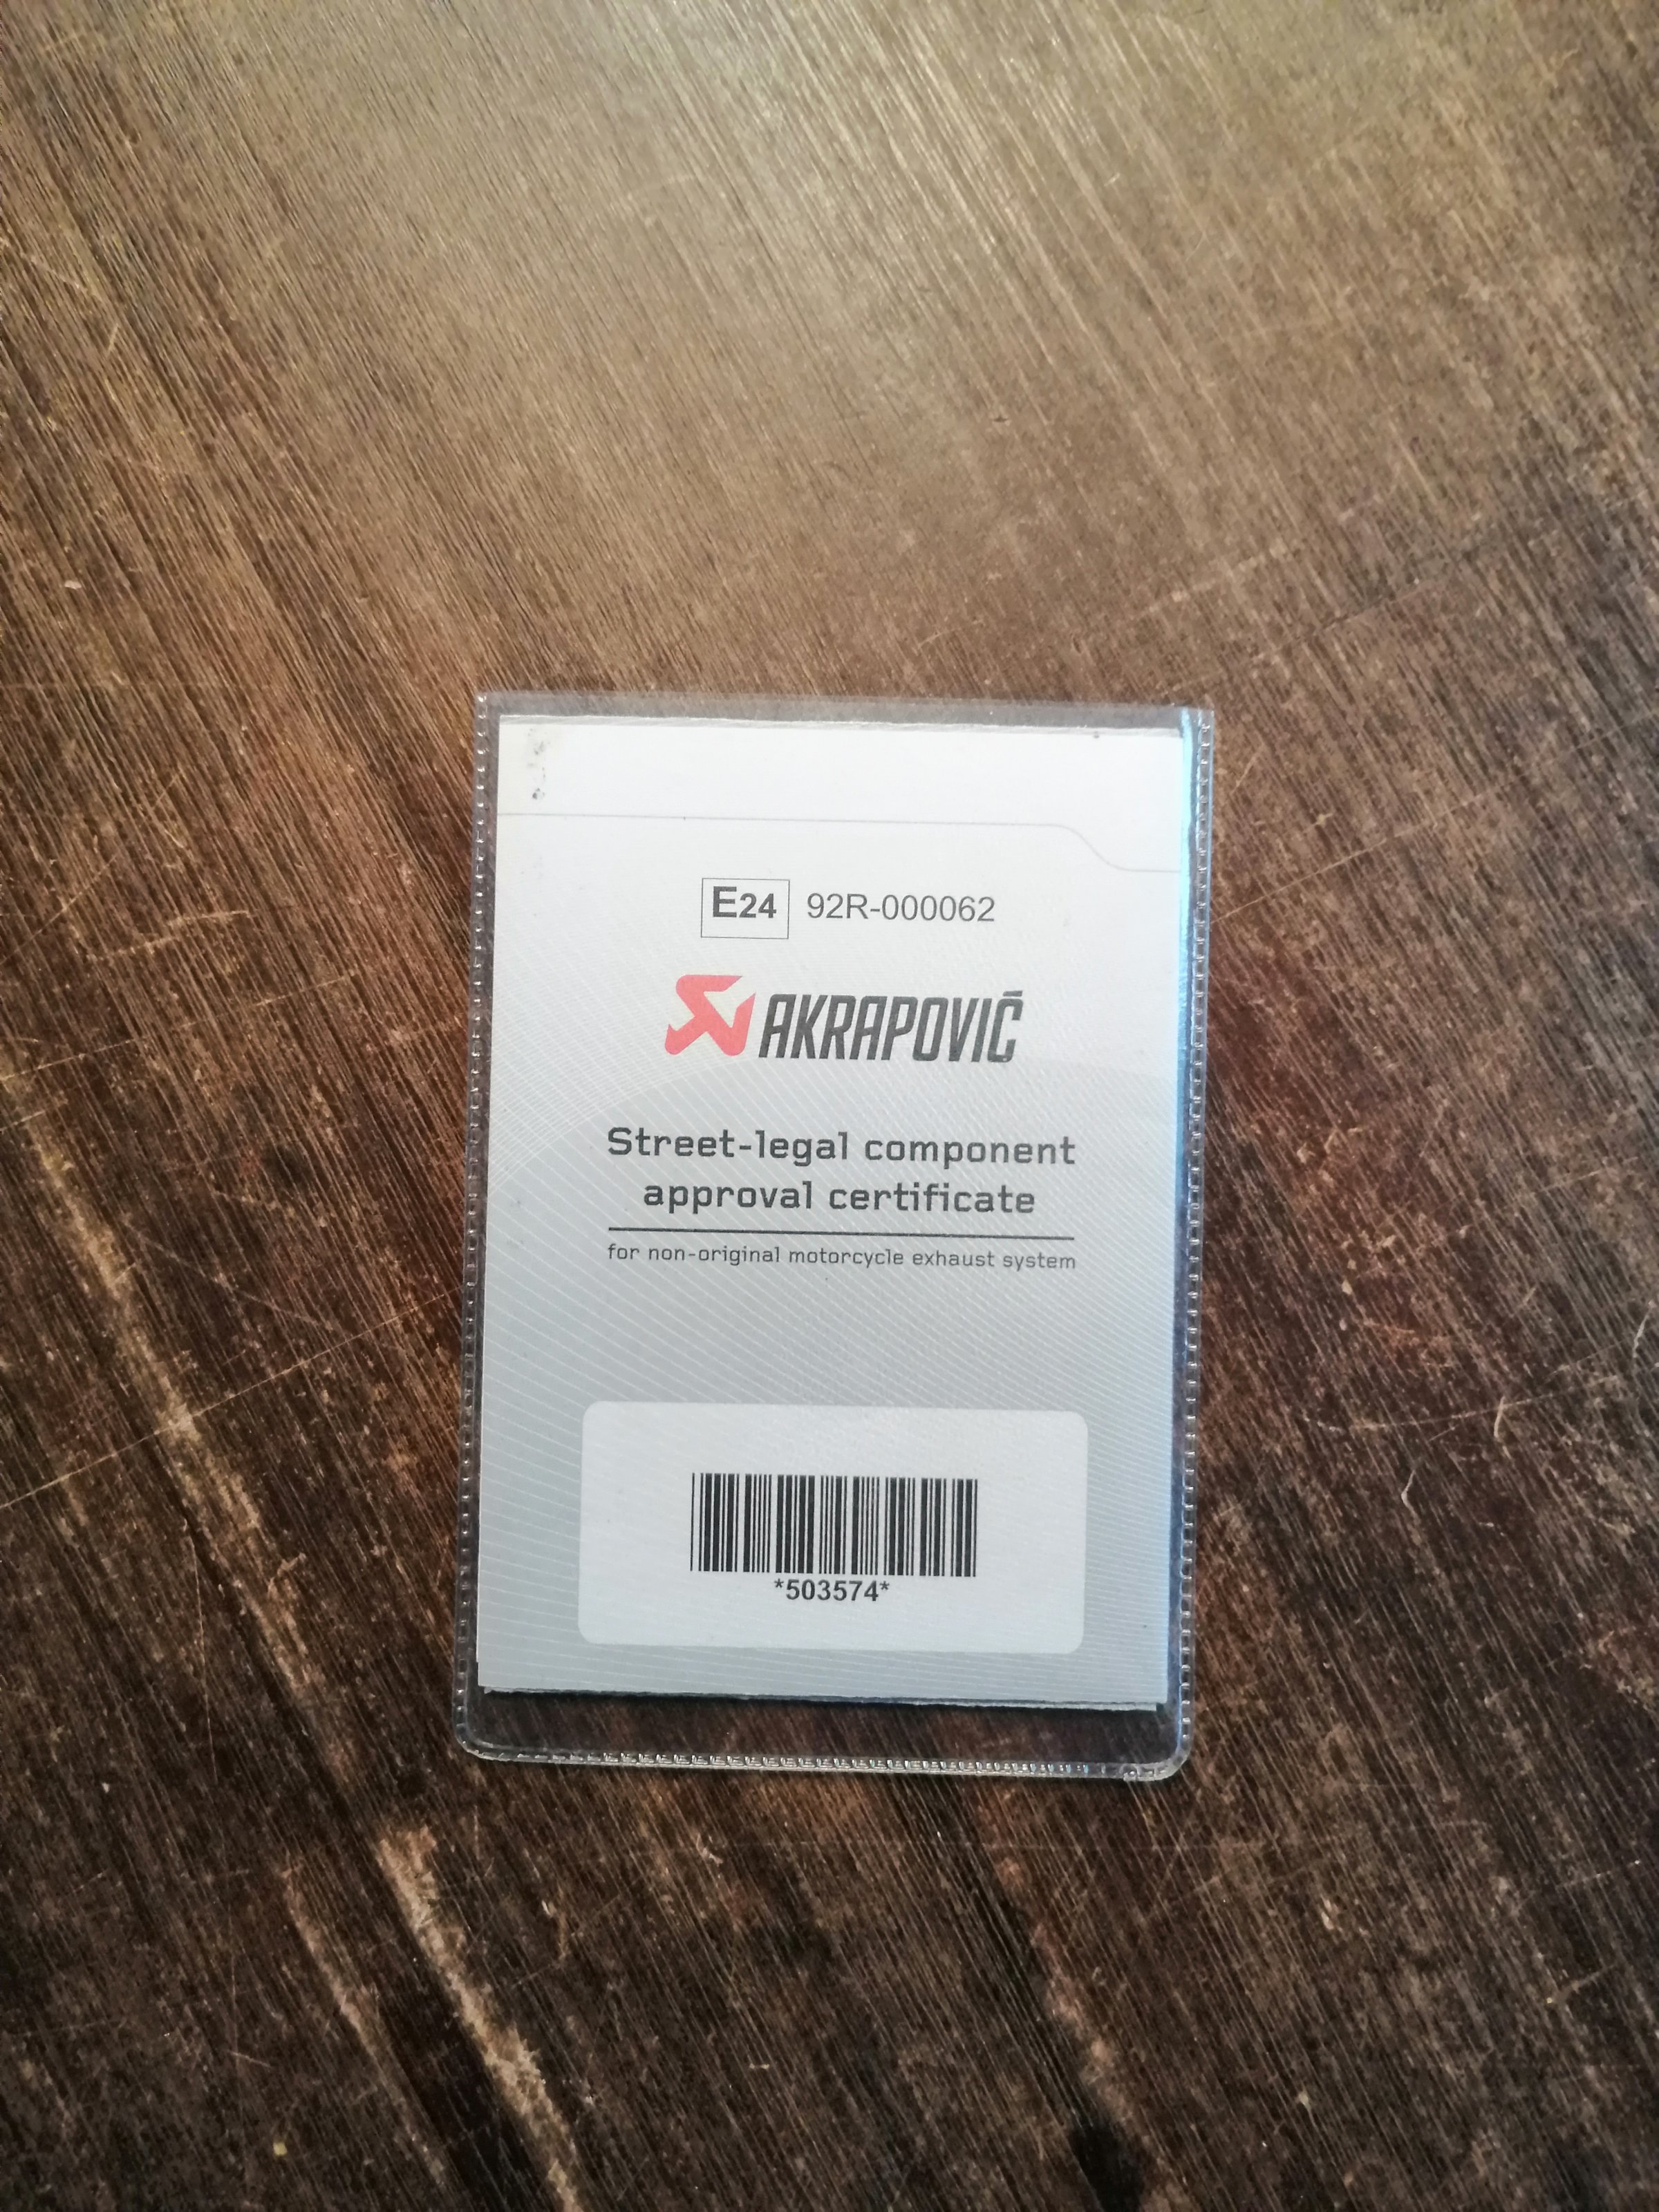 E24 92R-000062
AKRAPOVIČ
Street-legal component
approval certificate
for non-original motorcycle exhaust system
*503574*